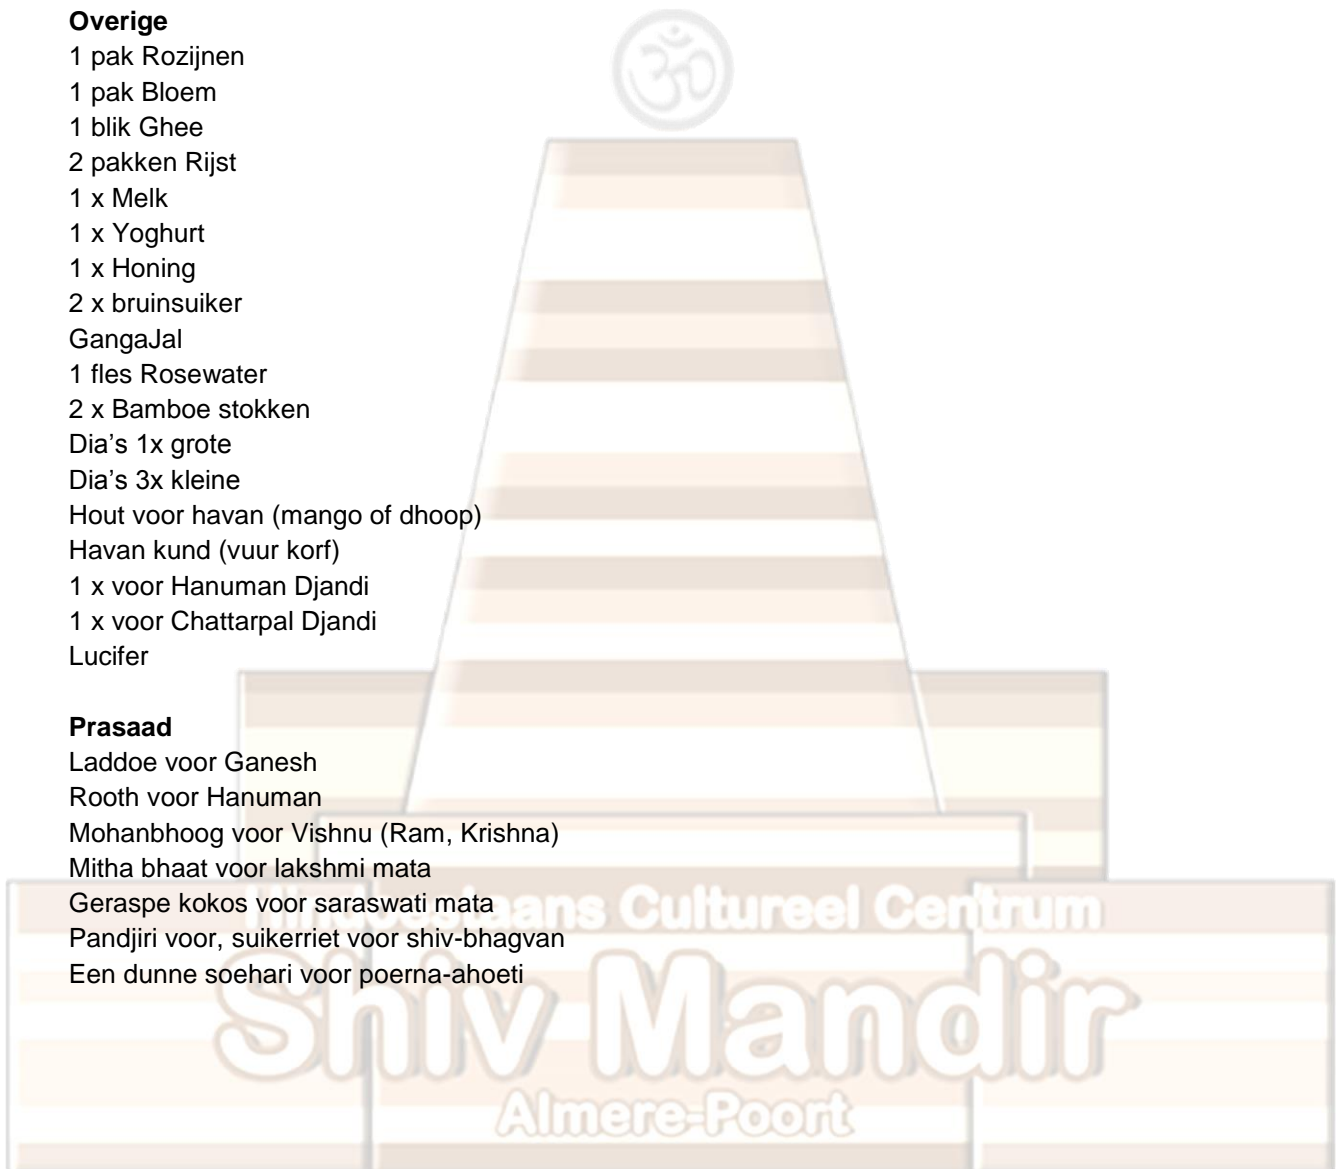 ॐ
Overige
1 pak Rozijnen
1 pak Bloem
1 blik Ghee
2 pakken Rijst
1 x Melk
1 x Yoghurt
1 x Honing
2 x bruinsuiker
GangaJal
1 fles Rosewater
2 x Bamboe stokken
Dia’s 1x grote
Dia’s 3x kleine
Hout voor havan (mango of dhoop)
Havan kund (vuur korf)
1 x voor Hanuman Djandi
1 x voor Chattarpal Djandi
Lucifer
Prasaad
Laddoe voor Ganesh
Rooth voor Hanuman
Mohanbhoog voor Vishnu (Ram, Krishna)
Mitha bhaat voor lakshmi mata
Geraspe kokos voor saraswati mata
Pandjiri voor, suikerriet voor shiv-bhagvan
Een dunne soehari voor poerna-ahoeti
Hindoestaans Cultureel Centrum
Shiv Mandir
Almere-Poort